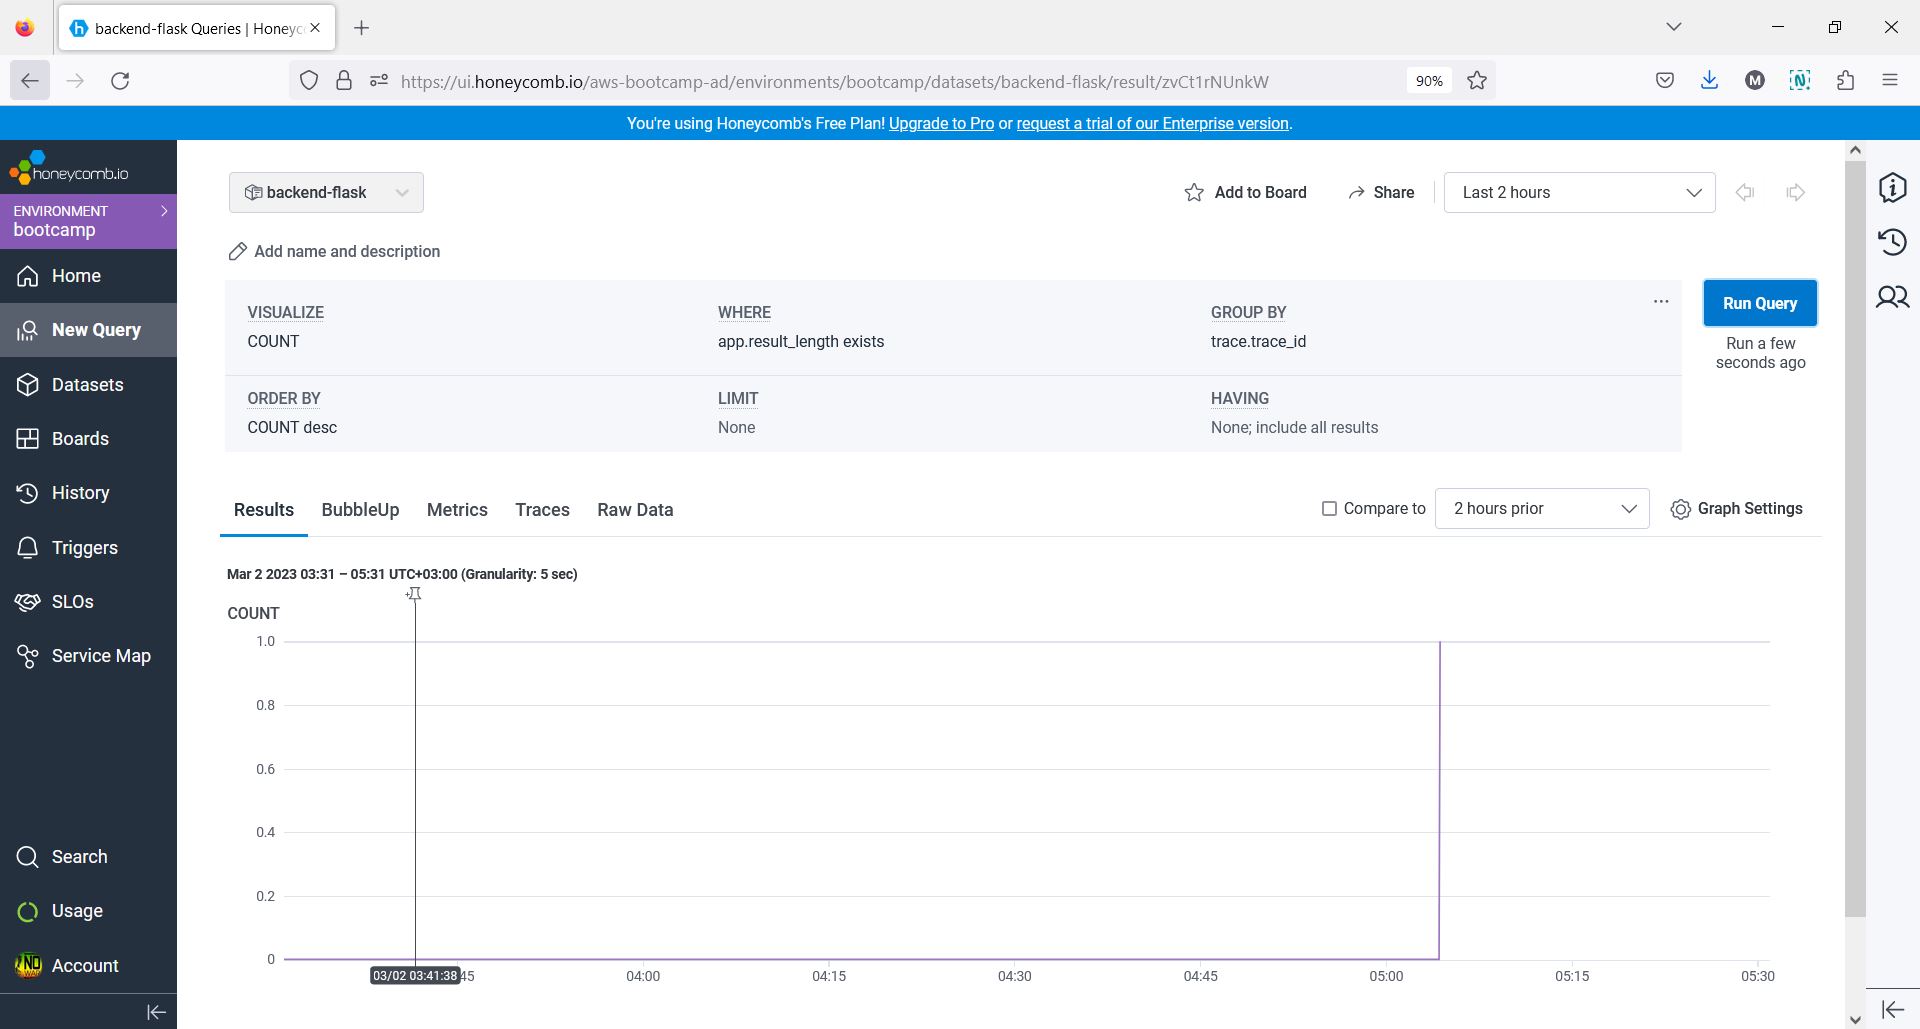 backend-flask Queries | Honeyc
https://ui.honeycomb.io/aws-bootcamp-ad/environments/bootcamp/datasets/backend-flask/result/zvCt1rNUnkW
90%
M
N
You're using Honeycomb's Free Plan! Upgrade to Pro or request a trial of our Enterprise version.
honeycomb.io
ENVIRONMENT
bootcamp
Home
New Query
Datasets
Boards
History
Triggers
SLOs
Service Map
Search
Usage
Account
backend-flask
Add to Board
Share
Last 2 hours
Add name and description
VISUALIZE
COUNT
WHERE
app.result_length exists
GROUP BY
trace.trace_id
Run Query
Run a few
seconds ago
ORDER BY
COUNT desc
LIMIT
None
HAVING
None; include all results
Results BubbleUp Metrics Traces Raw Data
Compare to
2 hours prior
Graph Settings
Mar 2 2023 03:31 – 05:31 UTC+03:00 (Granularity: 5 sec)
COUNT
1.0
0.8
0.6
0.4
0.2
0
03/02 03:41:38 :45 04:00 04:15 04:30 04:45 05:00 05:15 05:30